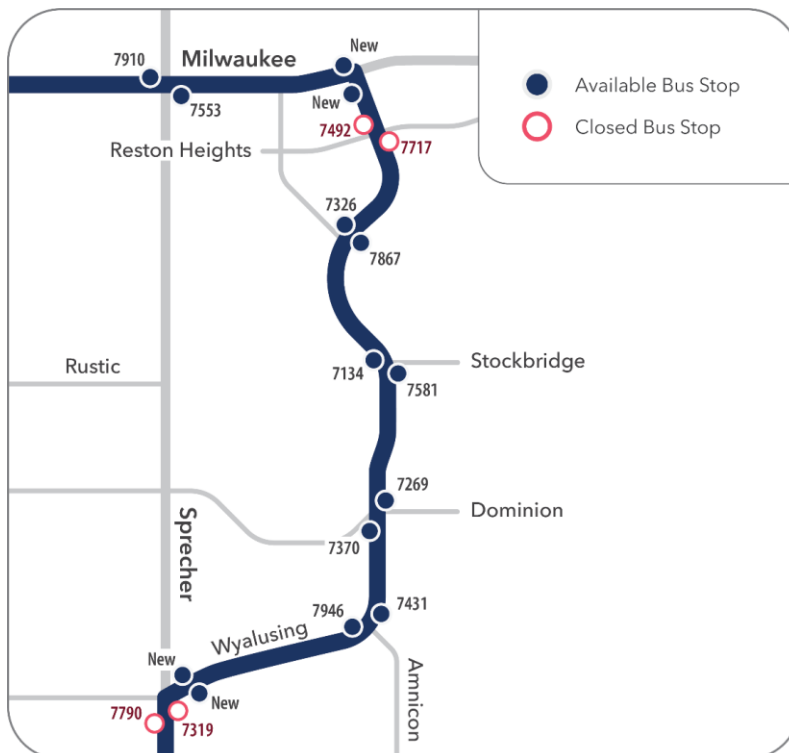 New
7910
Milwaukee
7553
New
7492
7717
Reston Heights
Available Bus Stop
Closed Bus Stop
7326
7867
Rustic
7134
Stockbridge
7581
7269
Dominion
Sprecher
7370
7946
7431
Wyalusing
Amnicon
New
New
7790
7319